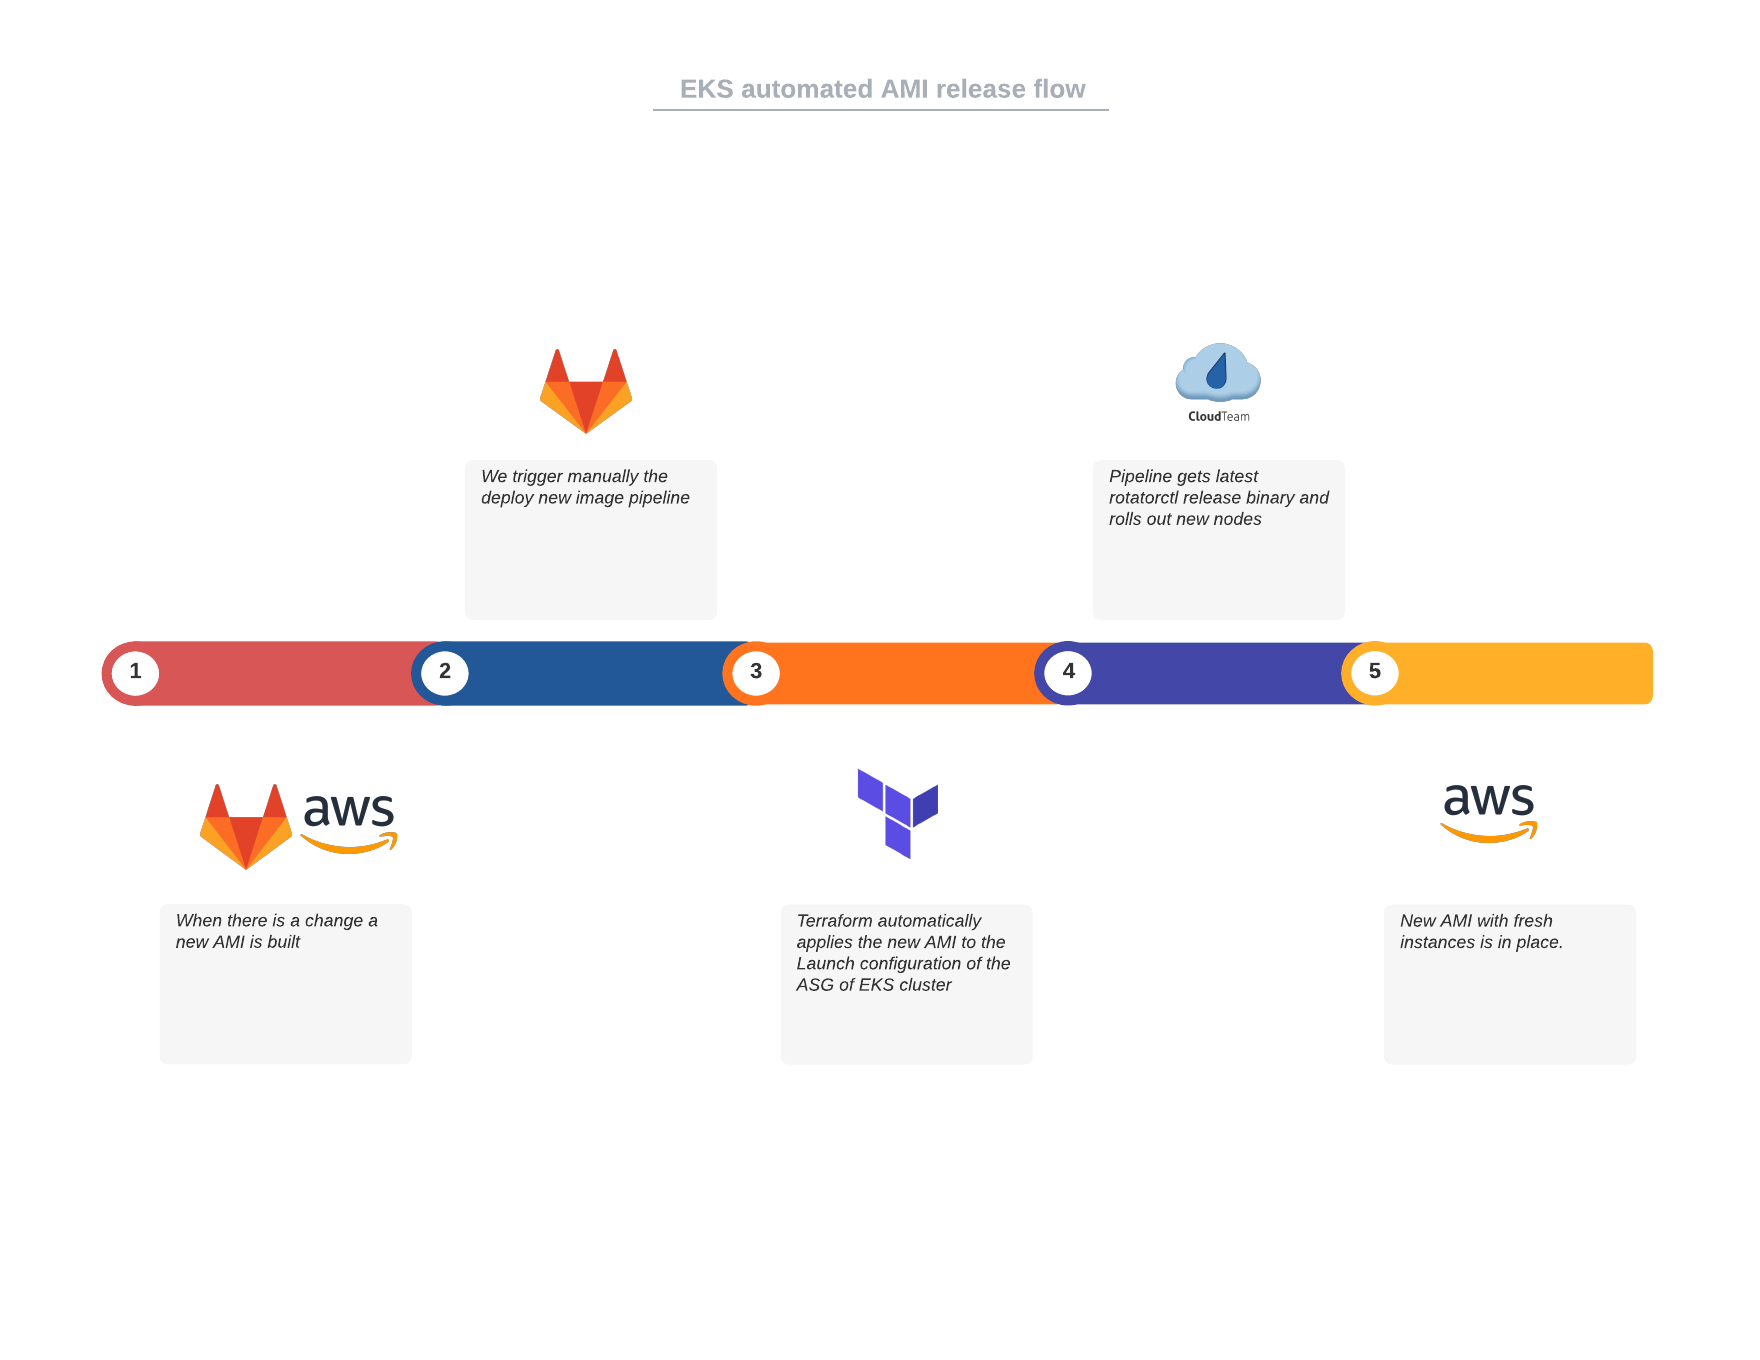 EKS automated AMI release flow
CloudTeam
We trigger manually the
deploy new image pipeline
Pipeline gets latest
rotatorctl release binary and
rolls out new nodes
1
2
3
4
5
aws
aws
When there is a change a
new AMI is built
Terraform automatically
applies the new AMI to the
Launch configuration of the
ASG of EKS cluster
New AMI with fresh
instances is in place.